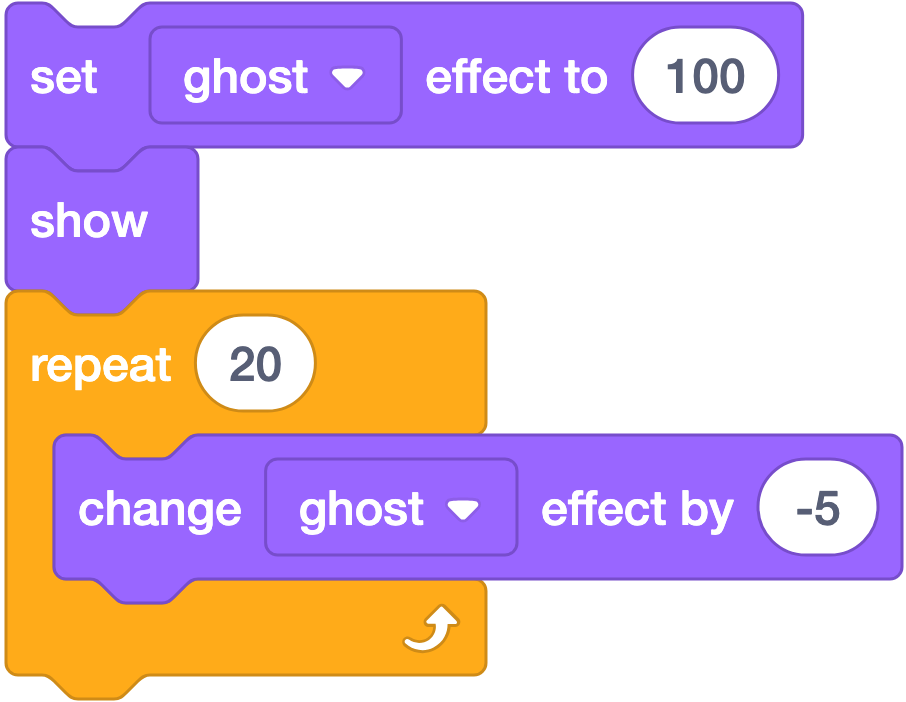 set ghost effect to 100
show
repeat 20
change ghost effect by -5